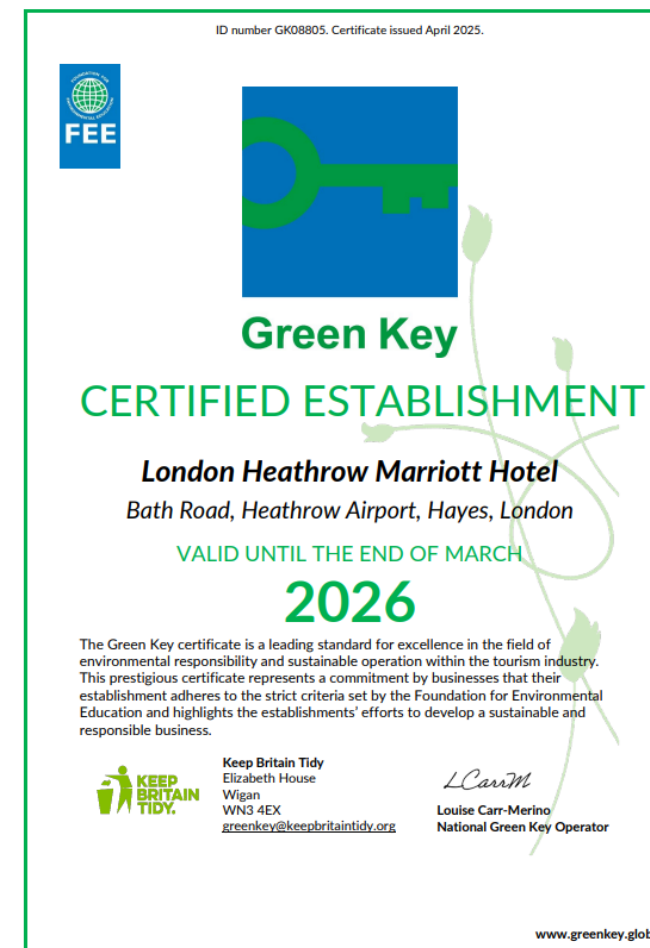 ID number GK08805. Certificate issued April 2025.
FOUNDATION FOR
ENVIRONMENTAL EDUCATION
FEE
Green Key
CERTIFIED ESTABLISHMENT
London Heathrow Marriott Hotel
Bath Road, Heathrow Airport, Hayes, London
VALID UNTIL THE END OF MARCH
2026
The Green Key certificate is a leading standard for excellence in the field of
environmental responsibility and sustainable operation within the tourism industry.
This prestigious certificate represents a commitment by businesses that their
establishment adheres to the strict criteria set by the Foundation for Environmental
Education and highlights the establishments' efforts to develop a sustainable and
responsible business.
KEEP
BRITAIN
TIDY.
Keep Britain Tidy
Elizabeth House
Wigan
WN3 4EX
greenkey@keepbritaintidy.org
LCarrM
Louise Carr-Merino
National Green Key Operator
www.greenkey.glob